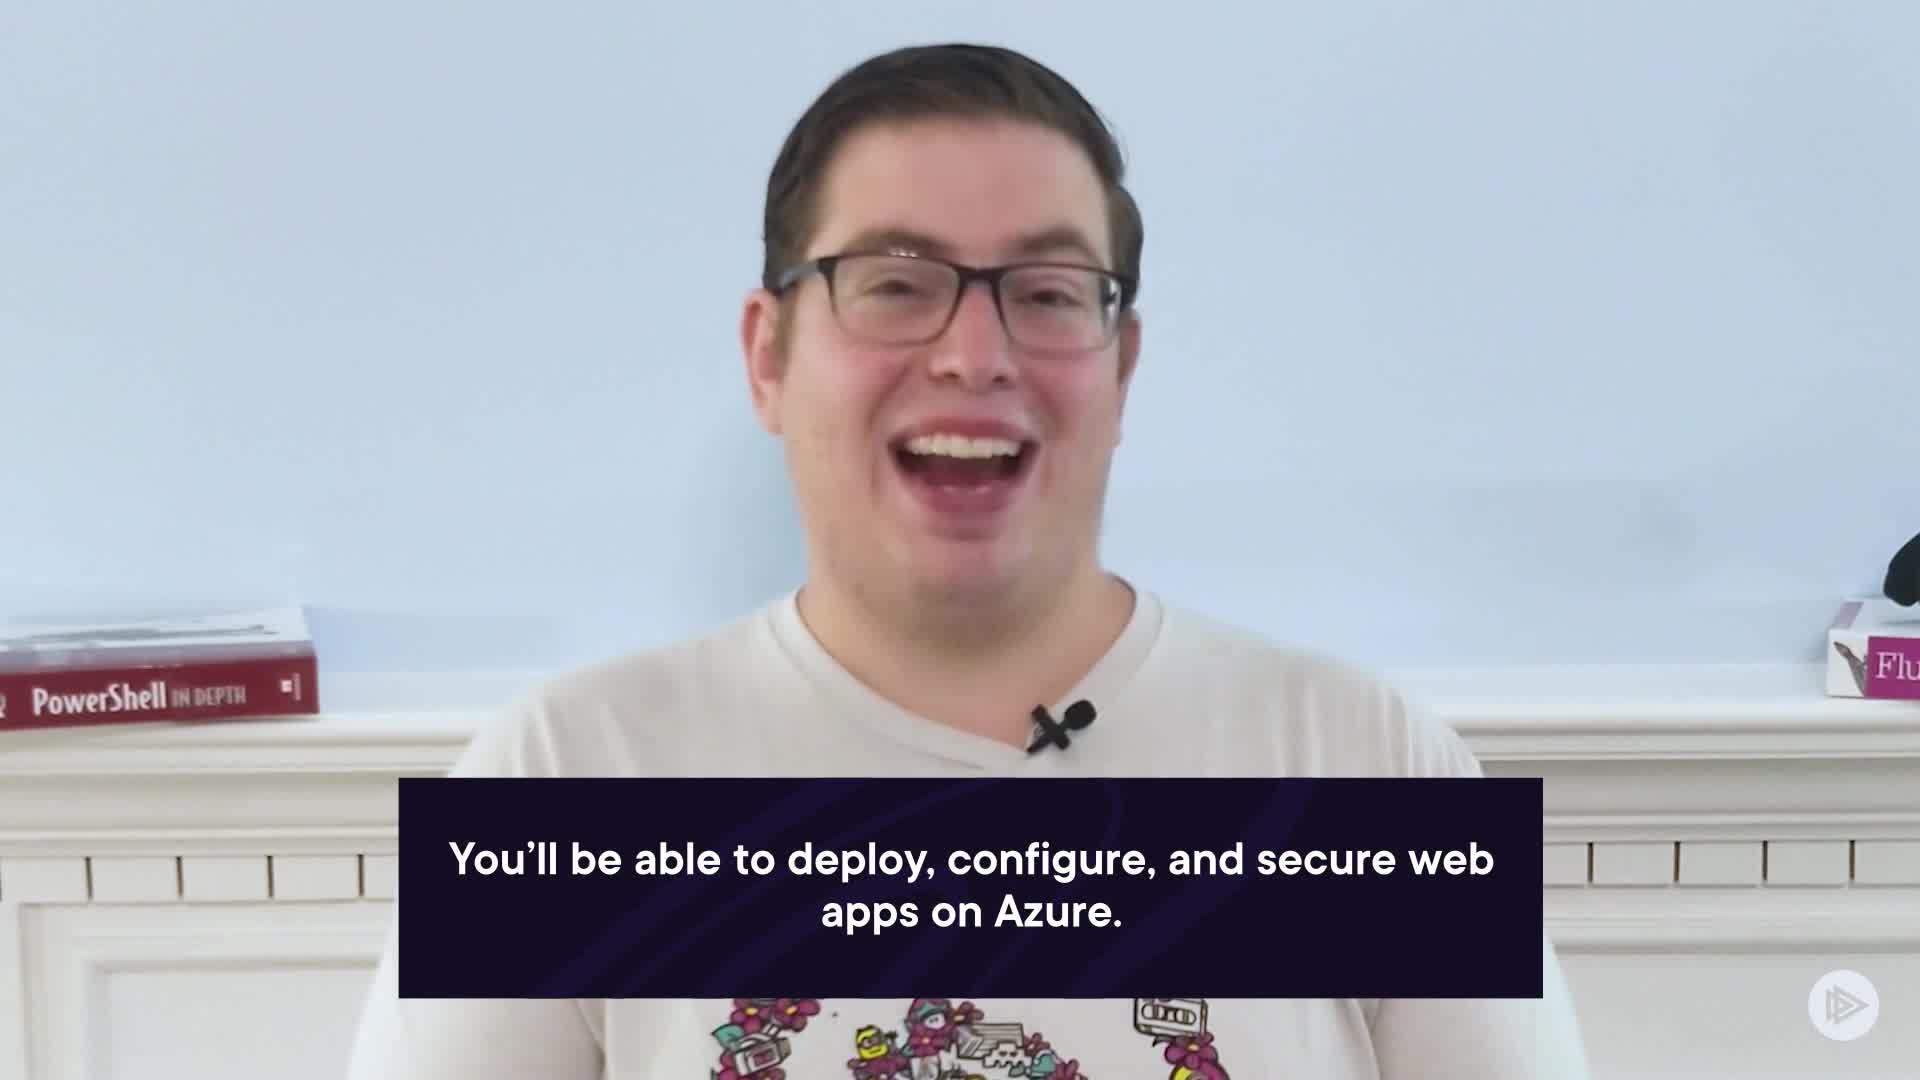 PowerShell IN DEPTH
Flu
You’ll be able to deploy, configure, and secure web
apps on Azure.